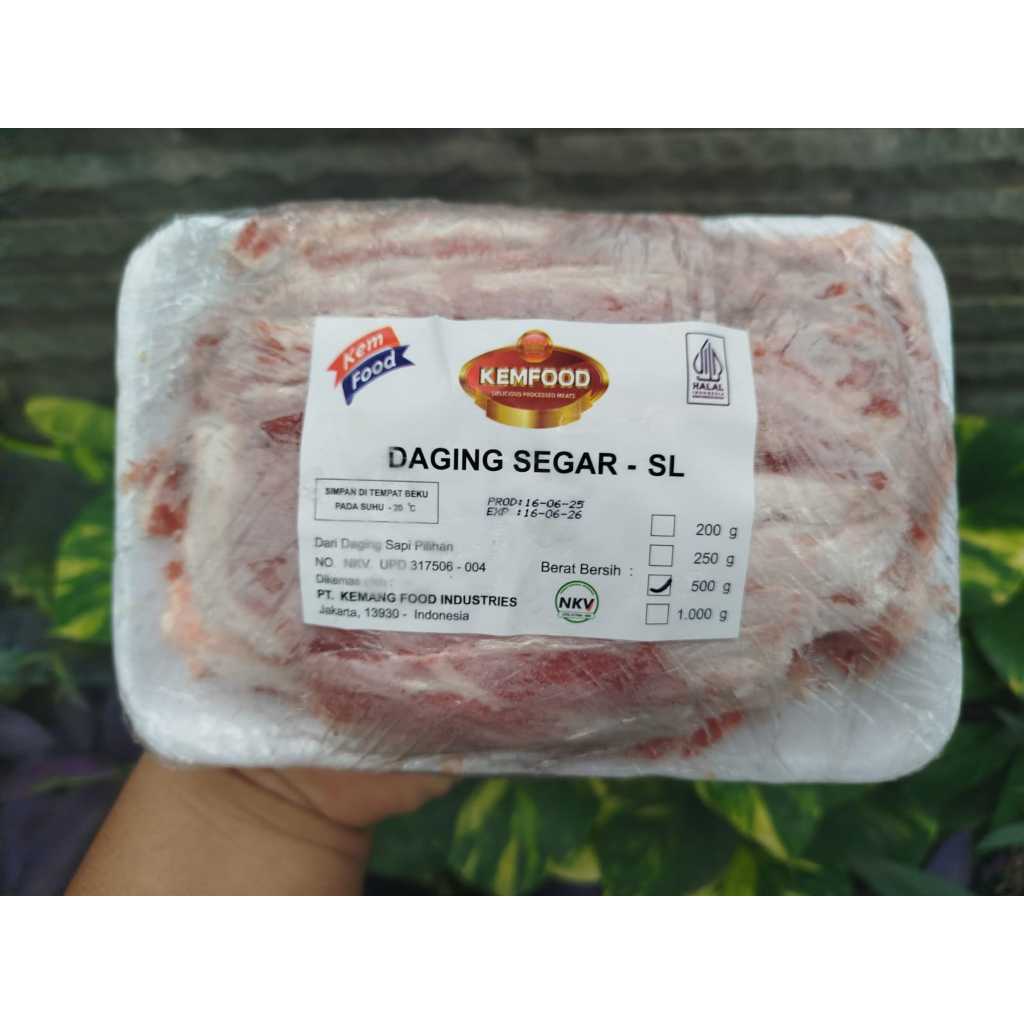 Kem
Food
KEMFOOD
DELICIOUS PROCESSED MEATS
HALAL
INDONESIA
DAGING SEGAR - SL
SIMPAN DI TEMPAT BEKU
PADA SUHU - 20 °C
PROD:16-06-25
EXP :16-06-26
Dari Daging Sapi Pilihan
NO. NKV. UPD 317506 - 004
Dikemas oleh :
PT. KEMANG FOOD INDUSTRIES
Jakarta, 13930 - Indonesia
Berat Bersih :
200 g
250 g
500 g
1.000 g
NKV